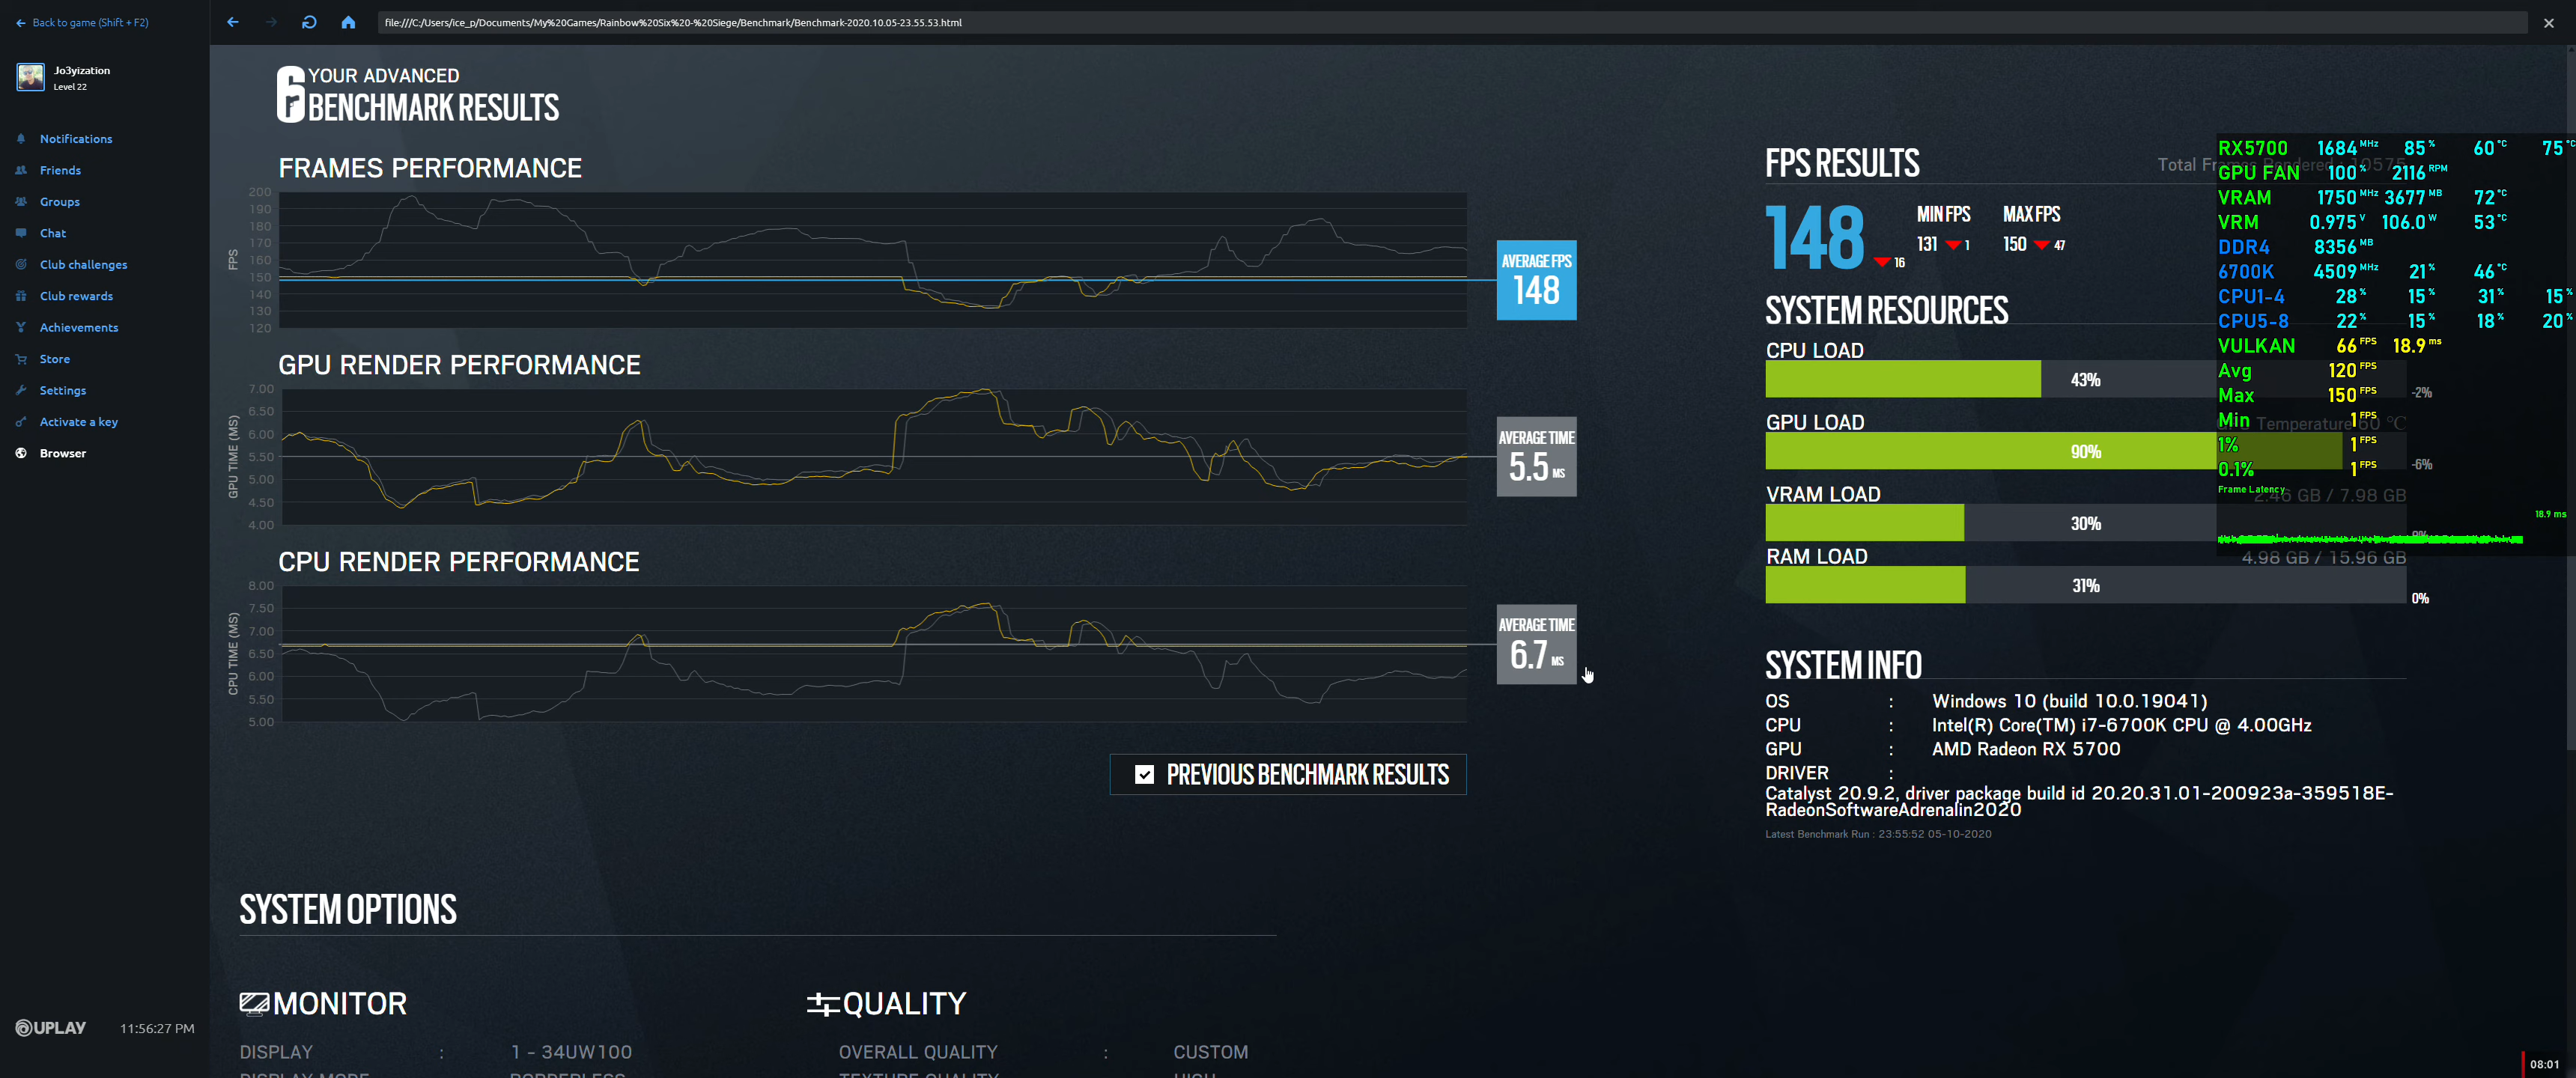 Back to game (Shift + F2)
file:///C:/Users/ice_p/Documents/My%20Games/Rainbow%20Six%20-%20Siege/Benchmark/Benchmark-2020.10.05-23.55.53.html
Jo3yization
Level 22
Notifications
Friends
Groups
Chat
Club challenges
Club rewards
Achievements
Store
Settings
Activate a key
Browser
UPLAY 11:56:27 PM
YOUR ADVANCED
BENCHMARK RESULTS
FRAMES PERFORMANCE
200
190
180
170
160
150
140
130
120
FPS
AVERAGE FPS
148
GPU RENDER PERFORMANCE
7.00
6.50
6.00
5.50
5.00
4.50
4.00
GPU TIME (MS)
AVERAGE TIME
5.5 MS
CPU RENDER PERFORMANCE
8.00
7.50
7.00
6.50
6.00
5.50
5.00
CPU TIME (MS)
AVERAGE TIME
6.7 MS
PREVIOUS BENCHMARK RESULTS
FPS RESULTS
148 16
MIN FPS MAX FPS
131 1 150 47
SYSTEM RESOURCES
CPU LOAD
43%
-2%
GPU LOAD
Temperature 60 °C
90%
-6%
VRAM LOAD
2.46 GB / 7.98 GB
30%
RAM LOAD
4.98 GB / 15.96 GB
31%
0%
RX5700 1684 MHz 85 % 60 °C 75 °C
GPU FAN 100 % 2116 RPM
VRAM 1750 MHz 3677 MB 72 °C
VRM 0.975 V 106.0 W 53 °C
DDR4 8356 MB
6700K 4509 MHz 21 % 46 °C
CPU1-4 28 % 15 % 31 % 15 %
CPU5-8 22 % 15 % 18 % 20 %
VULKAN 66 FPS 18.9 ms
Avg 120 FPS
Max 150 FPS
Min 1 FPS
1% 1 FPS
0.1% 1 FPS
Frame Latency
18.9 ms
SYSTEM INFO
OS : Windows 10 (build 10.0.19041)
CPU : Intel(R) Core(TM) i7-6700K CPU @ 4.00GHz
GPU : AMD Radeon RX 5700
DRIVER :
Catalyst 20.9.2, driver package build id 20.20.31.01-200923a-359518E-
RadeonSoftwareAdrenalin2020
Latest Benchmark Run : 23:55:52 05-10-2020
SYSTEM OPTIONS
MONITOR
DISPLAY : 1 - 34UW100
DISPLAY MODE BORDERLESS
QUALITY
OVERALL QUALITY : CUSTOM
TEXTURE QUALITY HIGH
08:01